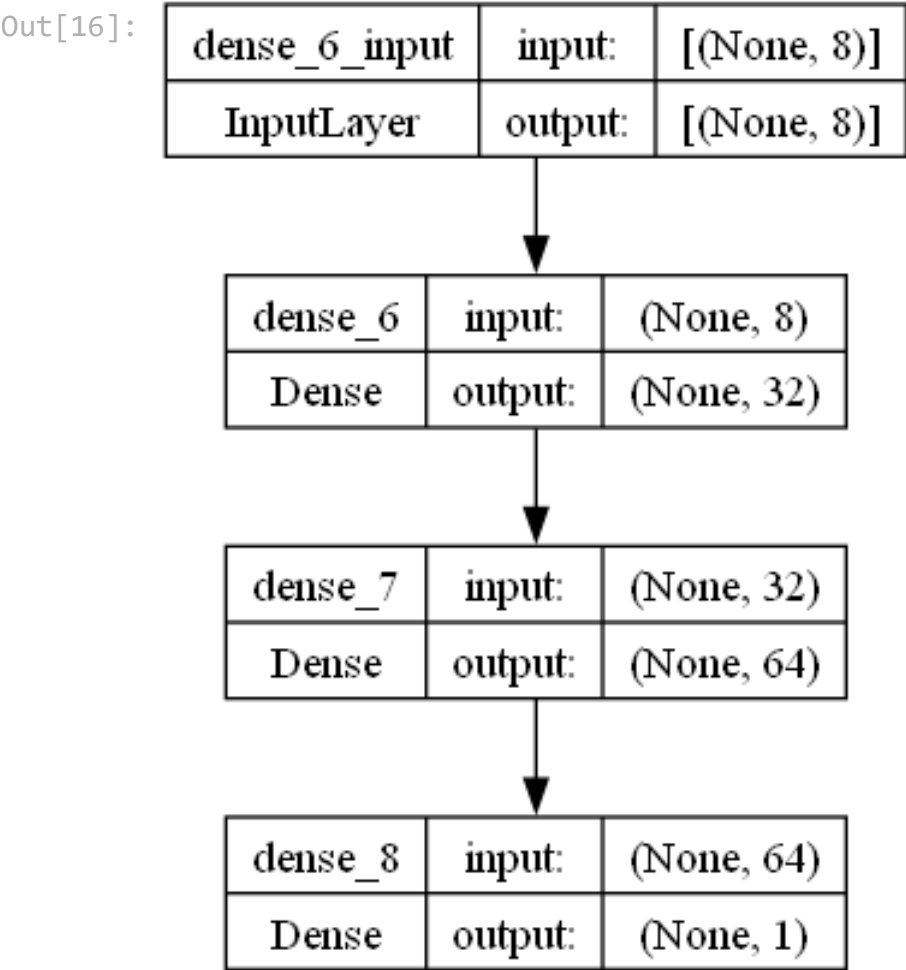 Out[16]:
dense_6_input input: [(None, 8)]
InputLayer output: [(None, 8)]
dense_6 input: (None, 8)
Dense output: (None, 32)
dense_7 input: (None, 32)
Dense output: (None, 64)
dense_8 input: (None, 64)
Dense output: (None, 1)